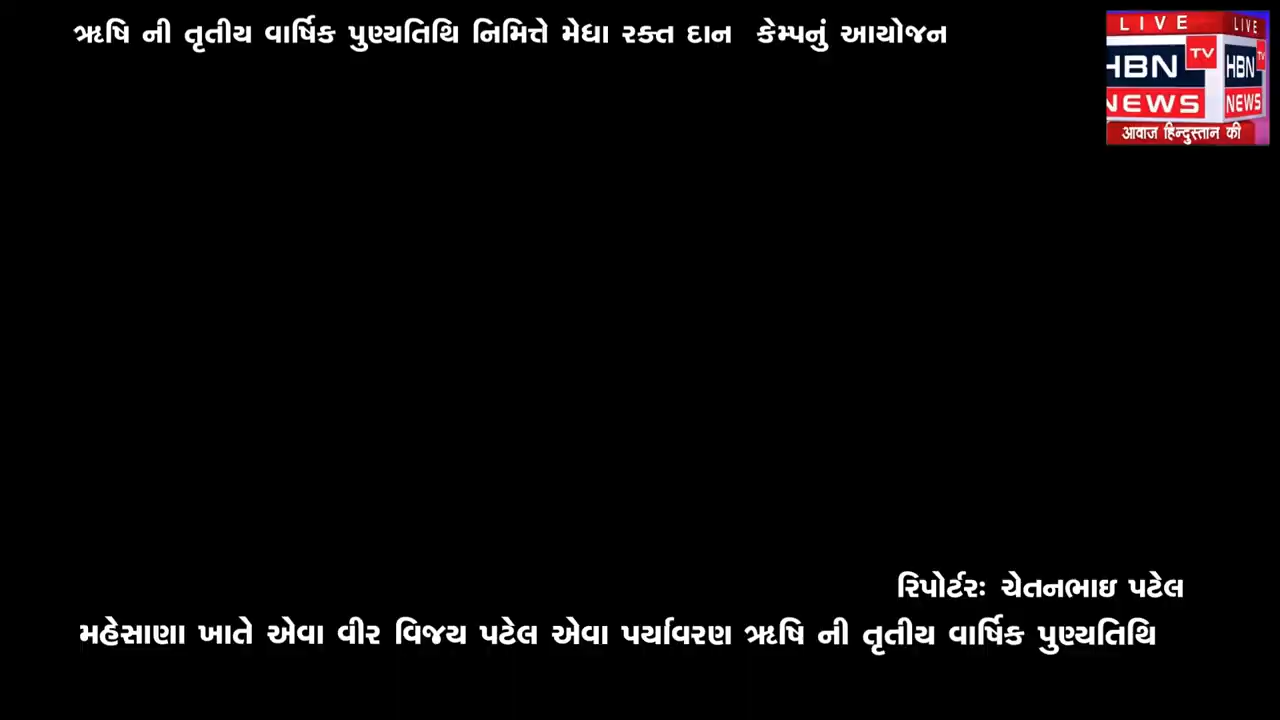 ઋષિ ની તૃતીય વાર્ષિક પુણ્યતિથિ નિમિત્તે મેધા રક્ત દાન કેમ્પનું આયોજન
LIVE
LIVE
HBN TV
HBN TV
NEWS
NEWS
आवाज हिन्दुस्तान की
રિપોર્ટરઃ ચેતનભાઇ પટેલ
મહેસાણા ખાતે એવા વીર વિજય પટેલ એવા પર્યાવરણ ઋષિ ની તૃતીય વાર્ષિક પુણ્યતિથિ